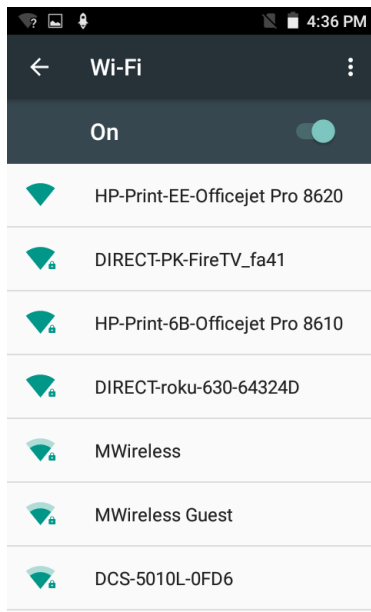 4:36 PM
Wi-Fi
On
HP-Print-EE-Officejet Pro 8620
DIRECT-PK-FireTV_fa41
HP-Print-6B-Officejet Pro 8610
DIRECT-roku-630-64324D
MWireless
MWireless Guest
DCS-5010L-0FD6